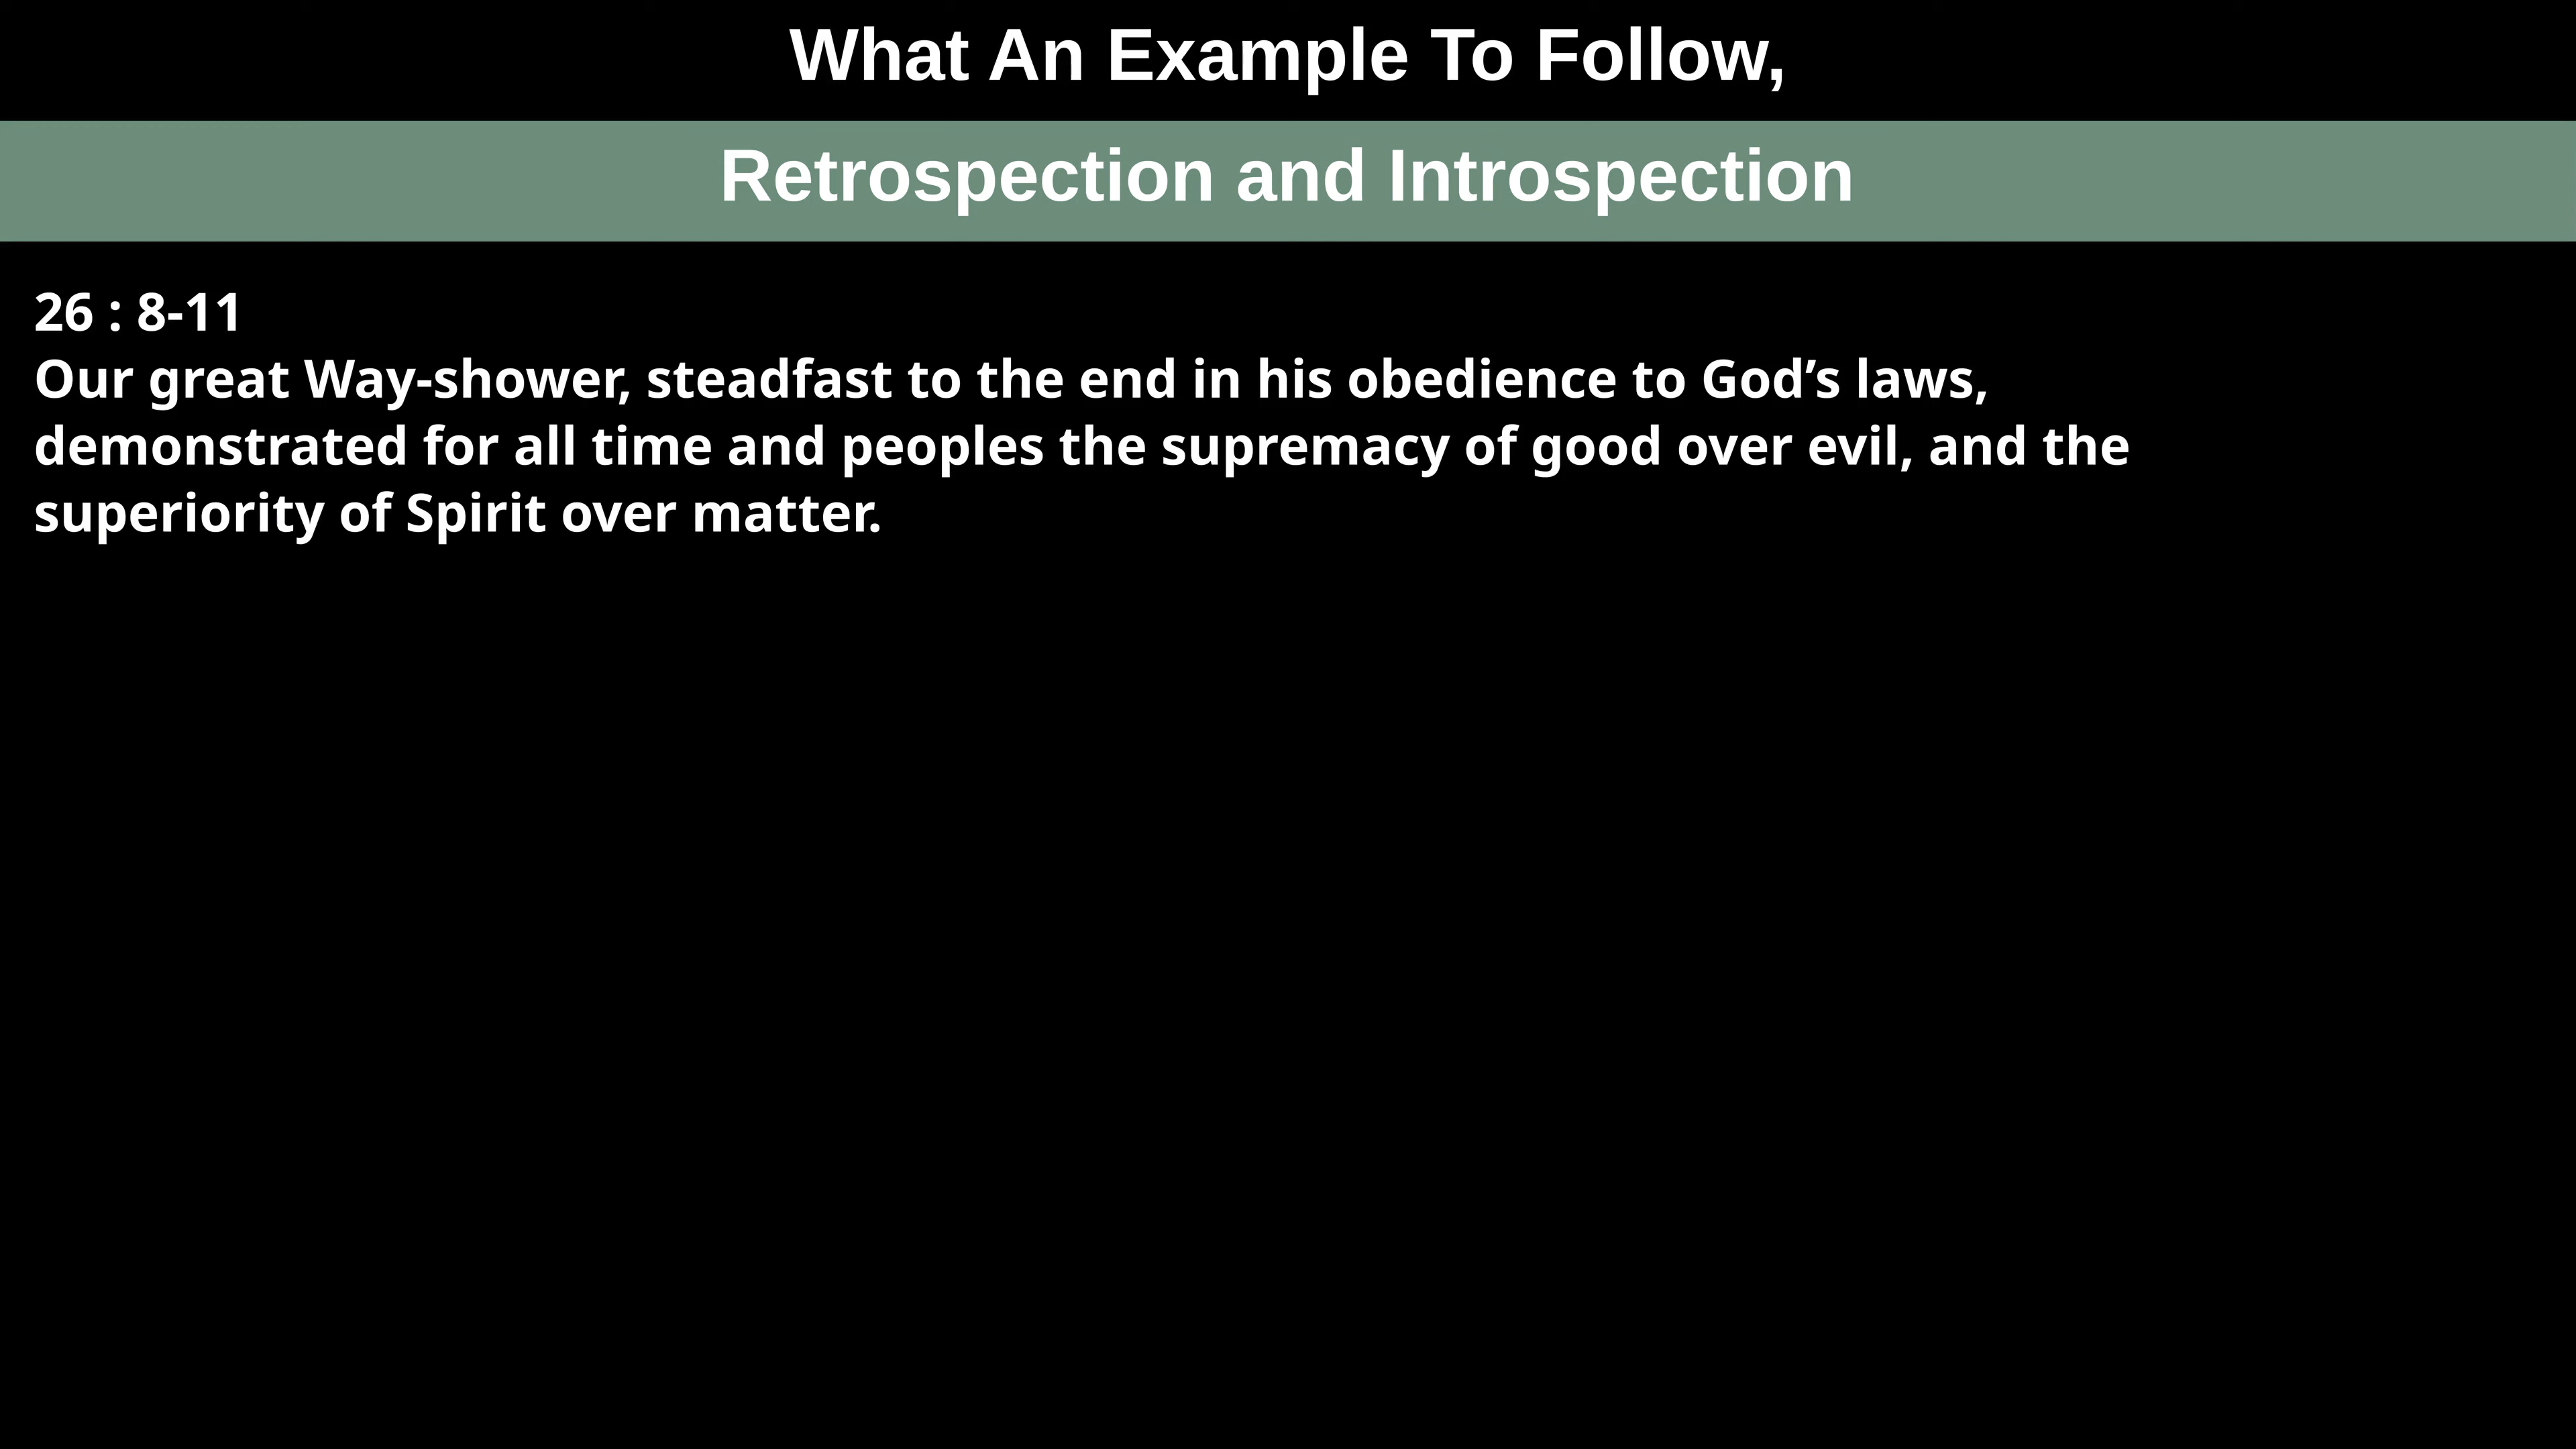 What An Example To Follow,
Retrospection and Introspection
26 : 8-11
Our great Way-shower, steadfast to the end in his obedience to God’s laws,
demonstrated for all time and peoples the supremacy of good over evil, and the
superiority of Spirit over matter.